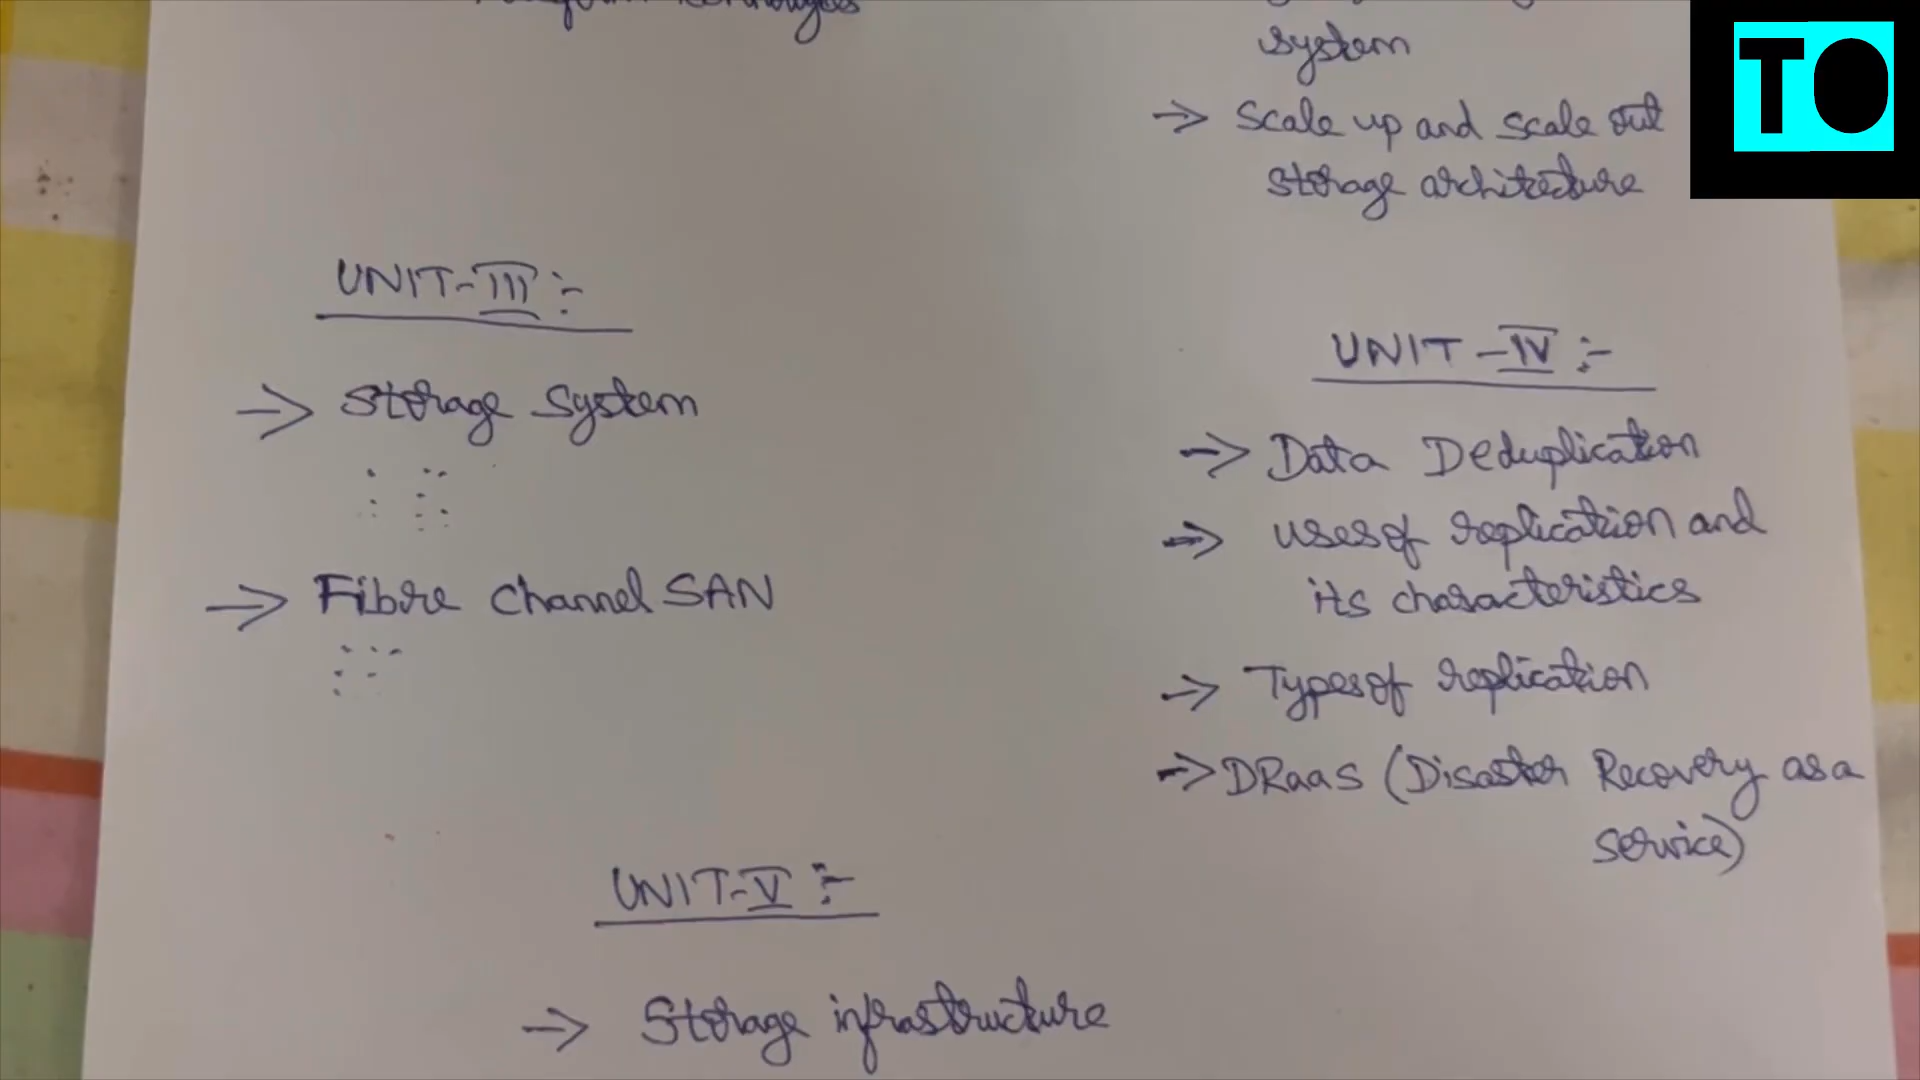 Technologies
system
→ Scale up and scale out
storage architecture
UNIT-III :-
→ Storage System
→ Fibre Channel SAN
UNIT-IV :-
→ Data Deduplication
→ uses of replication and
its characteristics
→ Types of replication
→ DRaaS (Disaster Recovery as a
service)
UNIT-V :-
→ Storage infrastructure
TO